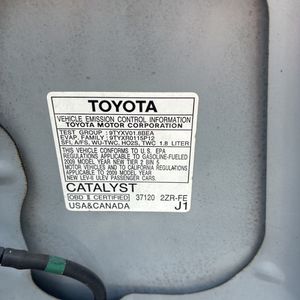 TOYOTA
VEHICLE EMISSION CONTROL INFORMATION
TOYOTA MOTOR CORPORATION
TEST GROUP : 9TYXV01.8BEA
EVAP. FAMILY : 9TYXR0115P12
SFI, A/FS, WU-TWC, HO2S, TWC 1.8 LITER
THIS VEHICLE CONFORMS TO U.S. EPA
REGULATIONS APPLICABLE TO GASOLINE-FUELED
2009 MODEL YEAR NEW TIER 2 BIN 5
MOTOR VEHICLES AND TO CALIFORNIA
REGULATIONS APPLICABLE TO 2009 MODEL YEAR
NEW LEV-II ULEV PASSENGER CARS.
CATALYST
OBD II CERTIFIED 37120 2ZR-FE
USA&CANADA J1